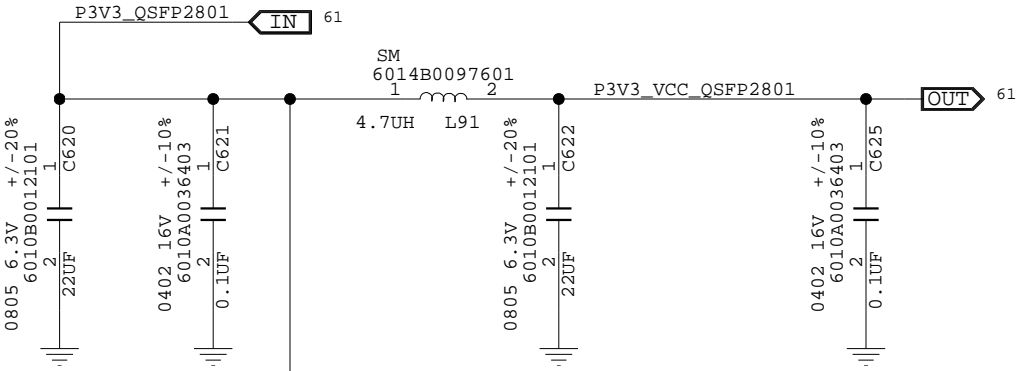 P3V3_QSFP2801
IN
61
SM
6014B0097601
1
2
4.7UH
L91
P3V3_VCC_QSFP2801
OUT
61
0805 6.3V +/-20%
6010B0012101
1
2
C620
22UF
0402 16V +/-10%
6010A0036403
1
2
C621
0.1UF
0805 6.3V +/-20%
6010B0012101
1
2
C622
22UF
0402 16V +/-10%
6010A0036403
1
2
C625
0.1UF